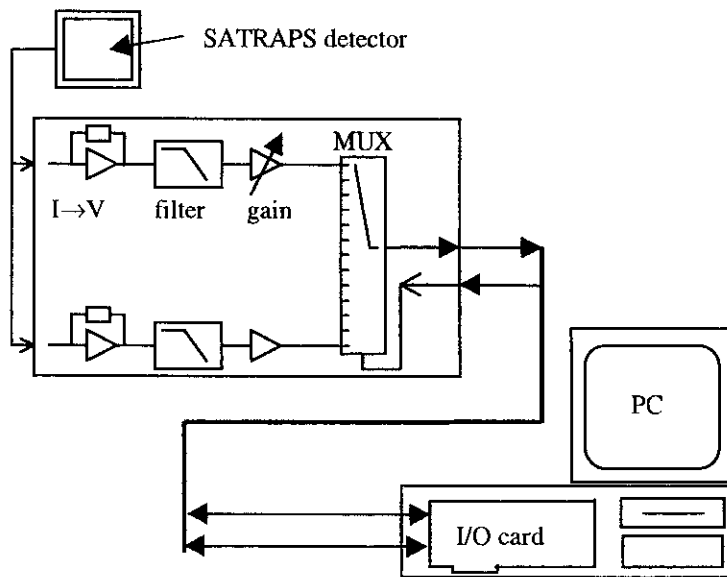 SATRAPS detector
MUX
I→V
filter
gain
PC
I/O card